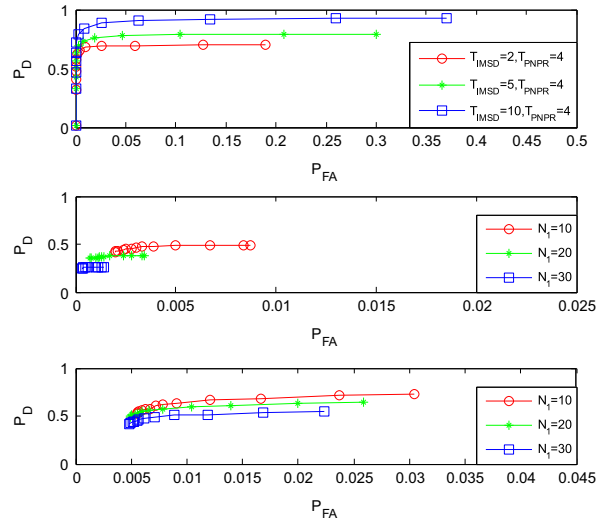 1
0.5
0
P_D
0 0.05 0.1 0.15 0.2 0.25 0.3 0.35 0.4 0.45 0.5
P_FA
T_IMSD=2,T_PNPR=4
T_IMSD=5,T_PNPR=4
T_IMSD=10,T_PNPR=4
1
0.5
0
P_D
0 0.005 0.01 0.015 0.02 0.025
P_FA
N_1=10
N_1=20
N_1=30
1
0.5
0
P_D
0 0.005 0.01 0.015 0.02 0.025 0.03 0.035 0.04 0.045
P_FA
N_1=10
N_1=20
N_1=30